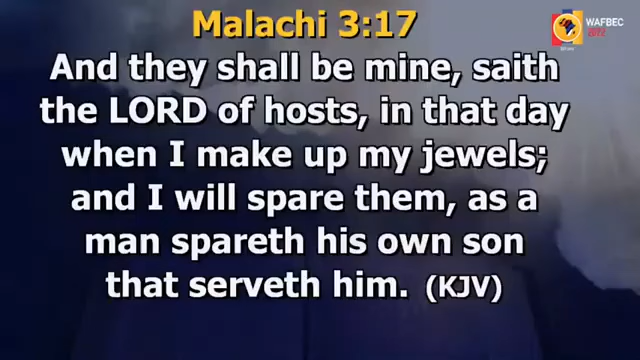 Malachi 3:17
WAFBEC
And they shall be mine, saith
the LORD of hosts, in that day
when I make up my jewels;
and I will spare them, as a
man spareth his own son
that serveth him. (KJV)